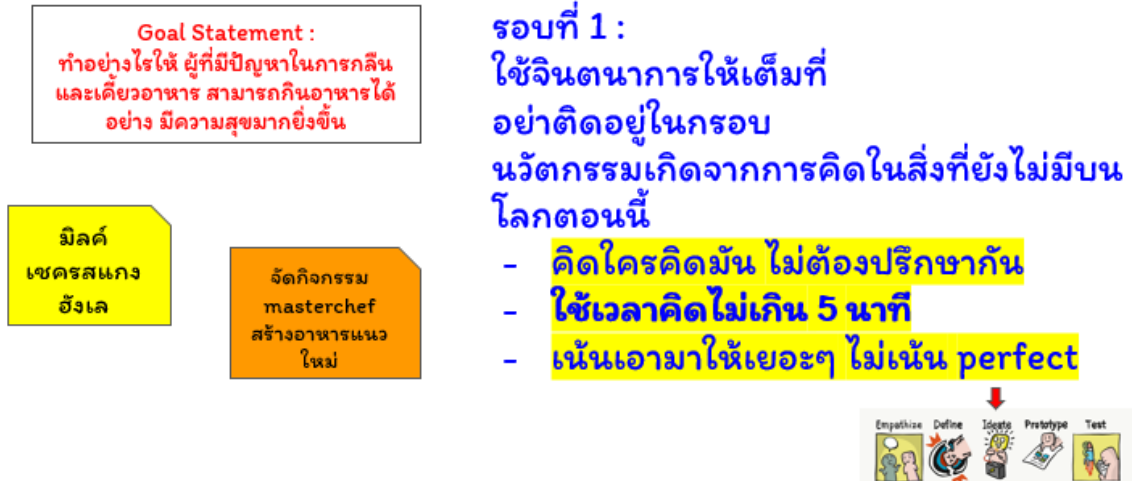 Goal Statement :
ทำอย่างไรให้ ผู้ที่มีปัญหาในการกลืน
และเคี้ยวอาหาร สามารถกินอาหารได้
อย่าง มีความสุขมากยิ่งขึ้น
มิลค์
เชครสแกง
ฮังเล
จัดกิจกรรม
masterchef
สร้างอาหารแนว
ใหม่
รอบที่ 1 :
ใช้จินตนาการให้เต็มที่
อย่าติดอยู่ในกรอบ
นวัตกรรมเกิดจากการคิดในสิ่งที่ยังไม่มีบน
โลกตอนนี้
- คิดใครคิดมัน ไม่ต้องปรึกษากัน
- ใช้เวลาคิดไม่เกิน 5 นาที
- เน้นเอามาให้เยอะๆ ไม่เน้น perfect
Empathize Define Ideate Prototype Test